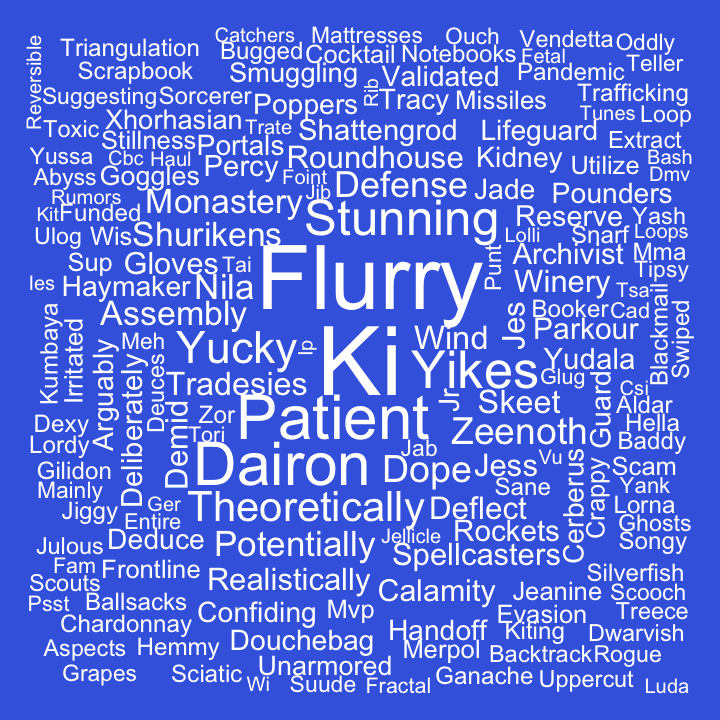 Catchers Mattresses Ouch Vendetta Oddly
Triangulation Bugged Cocktail Notebooks Fetal Teller
Reversible Scrapbook Smuggling Rib Validated Pandemic
Suggesting Sorcerer Poppers Tracy Missiles Trafficking
Toxic Xhorhasian Trate Shattengrod Lifeguard Tunes Loop
Stillness Portals Extract
Yussa Cbc Haul Percy Roundhouse Kidney Utilize Bash
Abyss Goggles Foint Jib Defense Jade Pounders Dmv
Rumors Monastery Stunning
Kit Funded Reserve Yash
Ulog Wis Shurikens Lolli Snarf Loops
Sup Gloves Tai Flurry Punt Archivist Mma
Ies Haymaker Nila Winery Tipsy
Tsa
Assembly Jes Booker Cad
Kumbaya Irritated Meh Yucky Ip Ki Wind Parkour Blackmail Swiped
Arguably Deliberately Deuces Tradesies Yikes Yudala
Glug Csi
Dexy Demid Zor Patient Jr Skeet Guard Aldar
Lordy Tori Zeenoth Hella
Baddy
Gilidon Dairon Jab Dope Jess Vu Cerberus Crappy Scam
Mainly Sane Yank
Jiggy Ger Theoretically Deflect Lorna
Entire Ghosts
Julous Deduce Potentially Jellicle Rockets Songy
Fam Frontline Spellcasters
Scouts Realistically Calamity Jeanine Silverfish Scooch
Psst Ballsacks Confiding Mvp Evasion Treece
Chardonnay Douchebag Handoff Kiting Dwarvish
Aspects Hemmy Merpol Backtrack Rogue
Grapes Sciatic Unarmored Ganache Uppercut
Wi Suude Fractal Luda